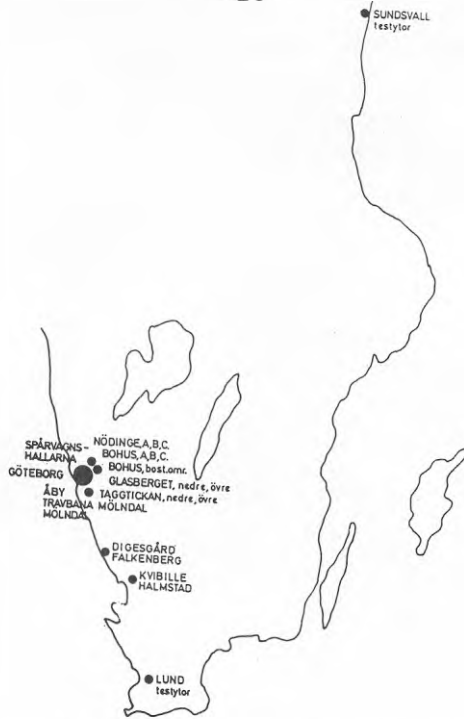 SUNDSVALL
testytor
NÖDINGE, A, B, C.
SPÅRVAGNS-
HALLARNA
BOHUS, A, B, C.
BOHUS, bost.omr.
GÖTEBORG
GLASBERGET, nedre, övre
TAGGTICKAN, nedre, övre
MÖLNDAL
ÅBY
TRAVBANA
MÖLNDAL
DIGESGÅRD
FALKENBERG
KVIBILLE
HALMSTAD
LUND
testytor